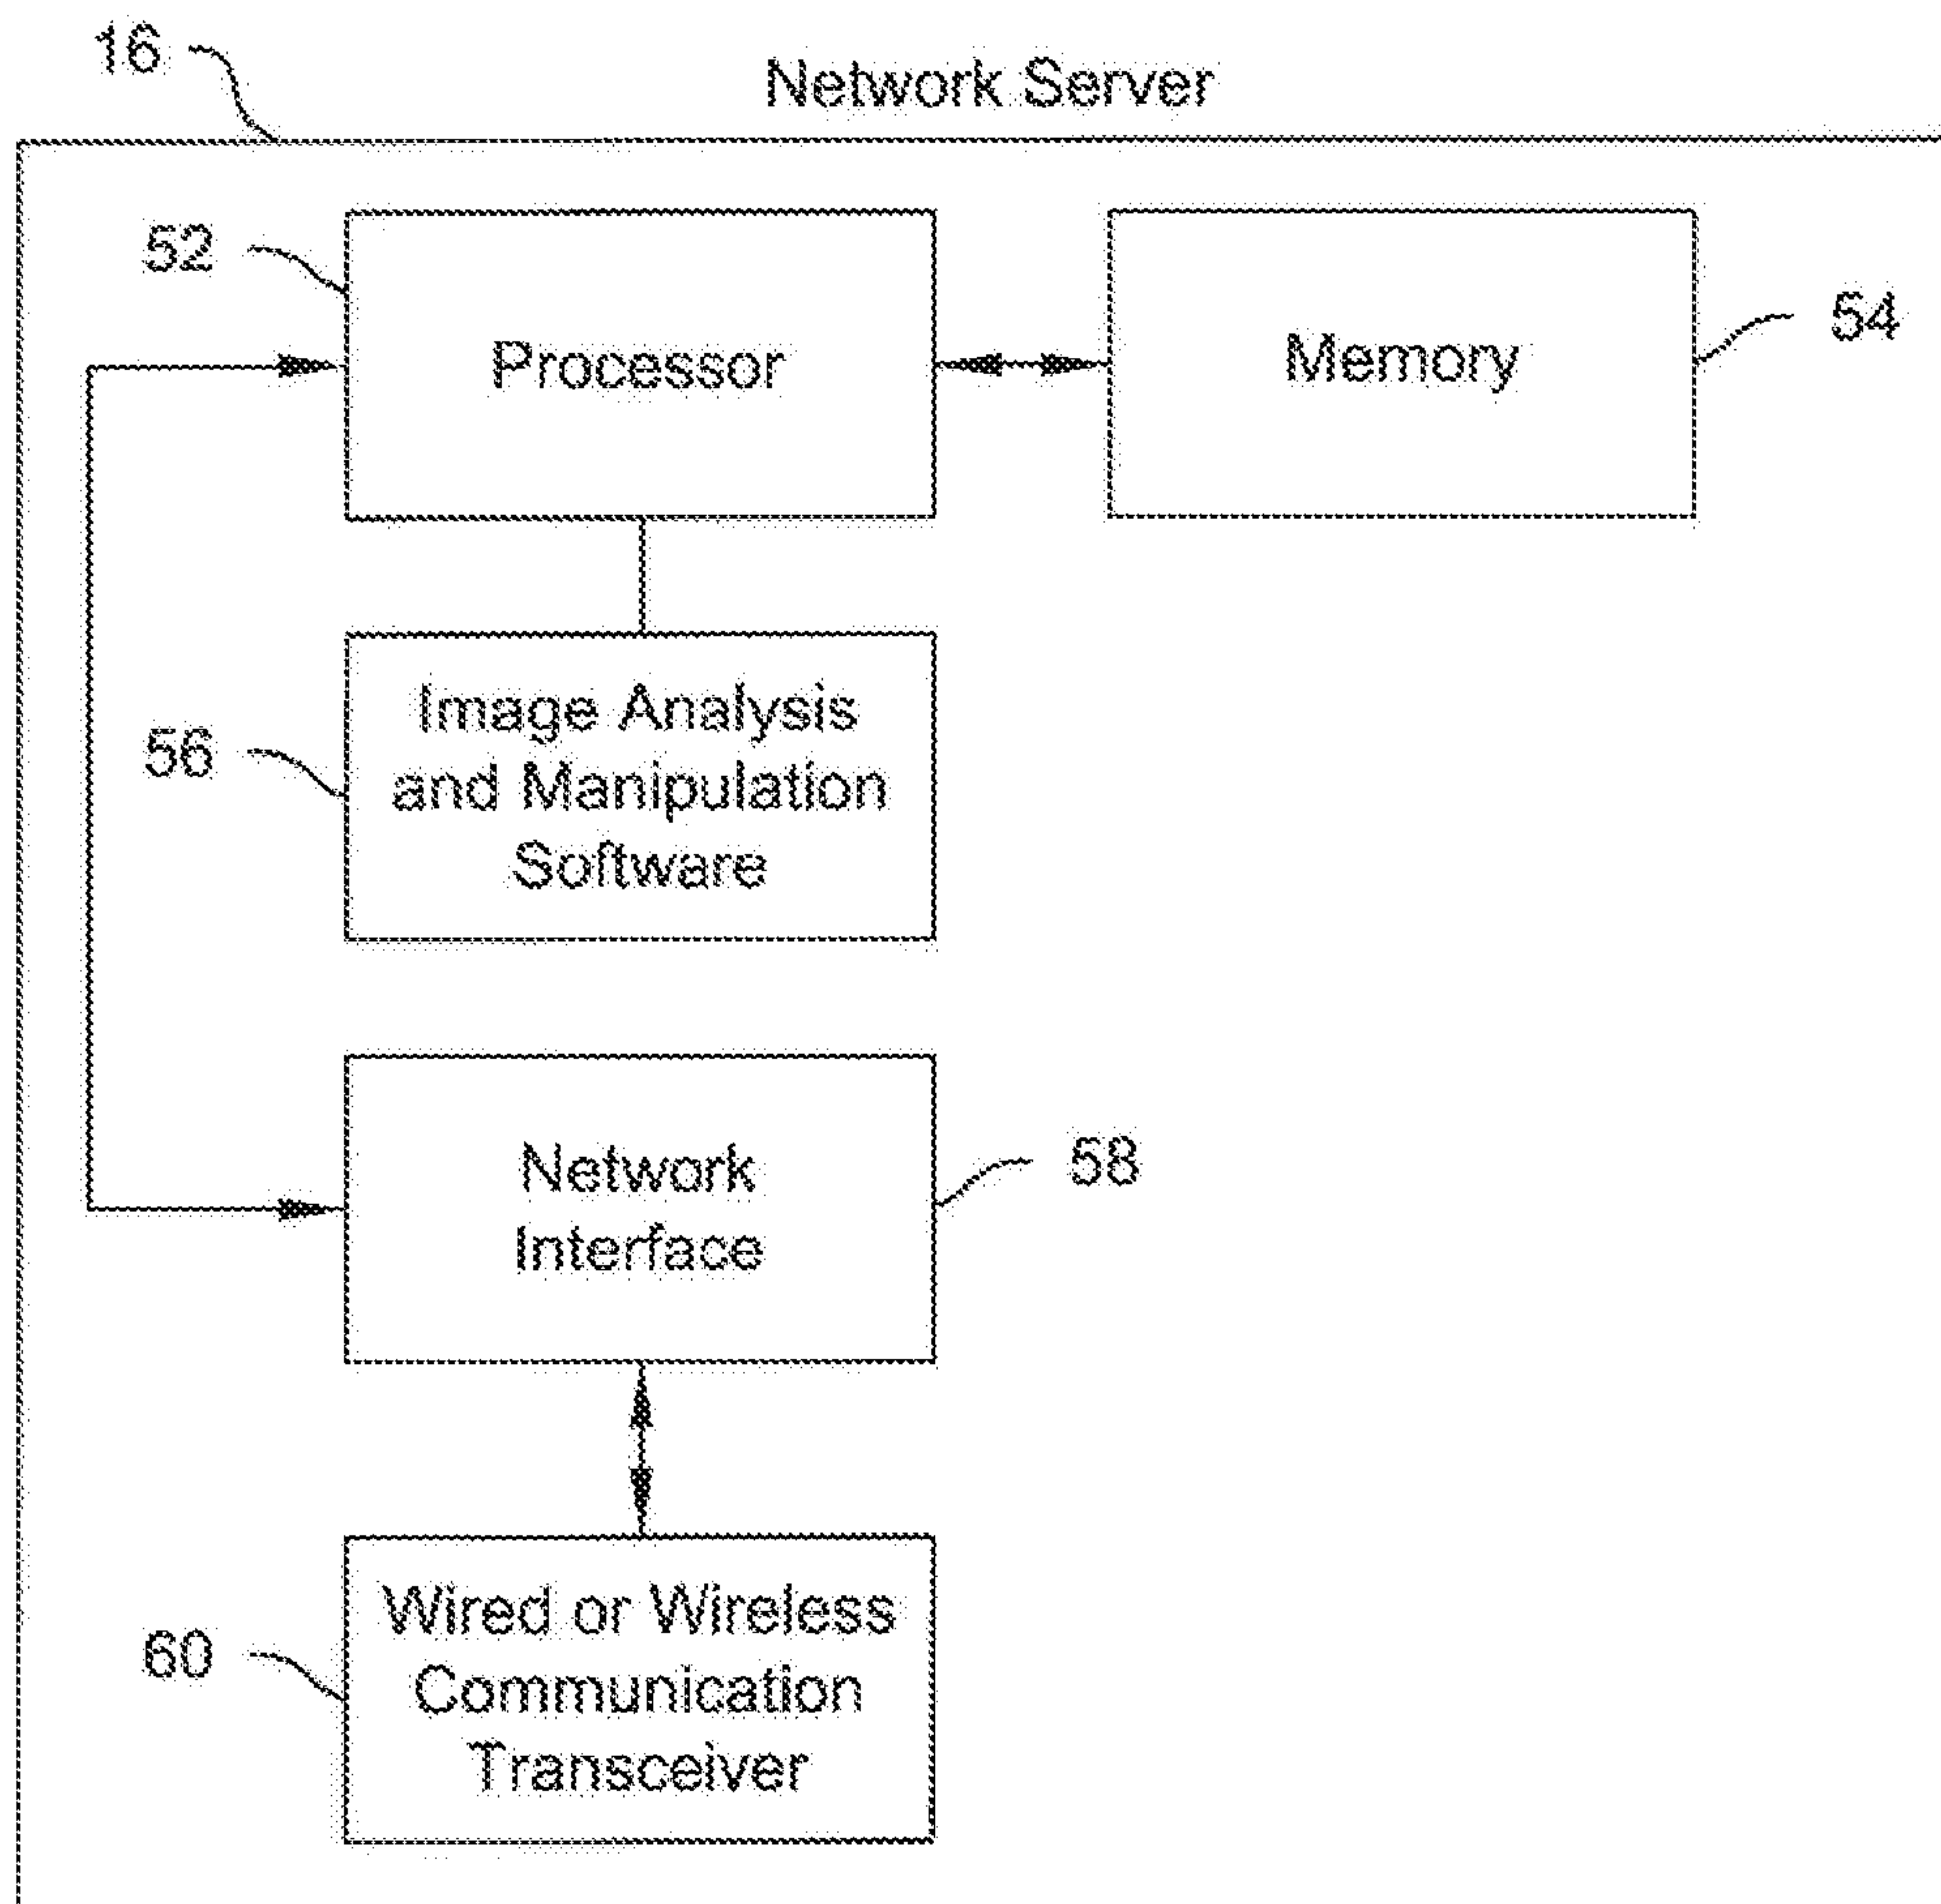 16
Network Server
52
Processor
Memory
54
56
Image Analysis
and Manipulation
Software
Network
Interface
58
60
Wired or Wireless
Communication
Transceiver